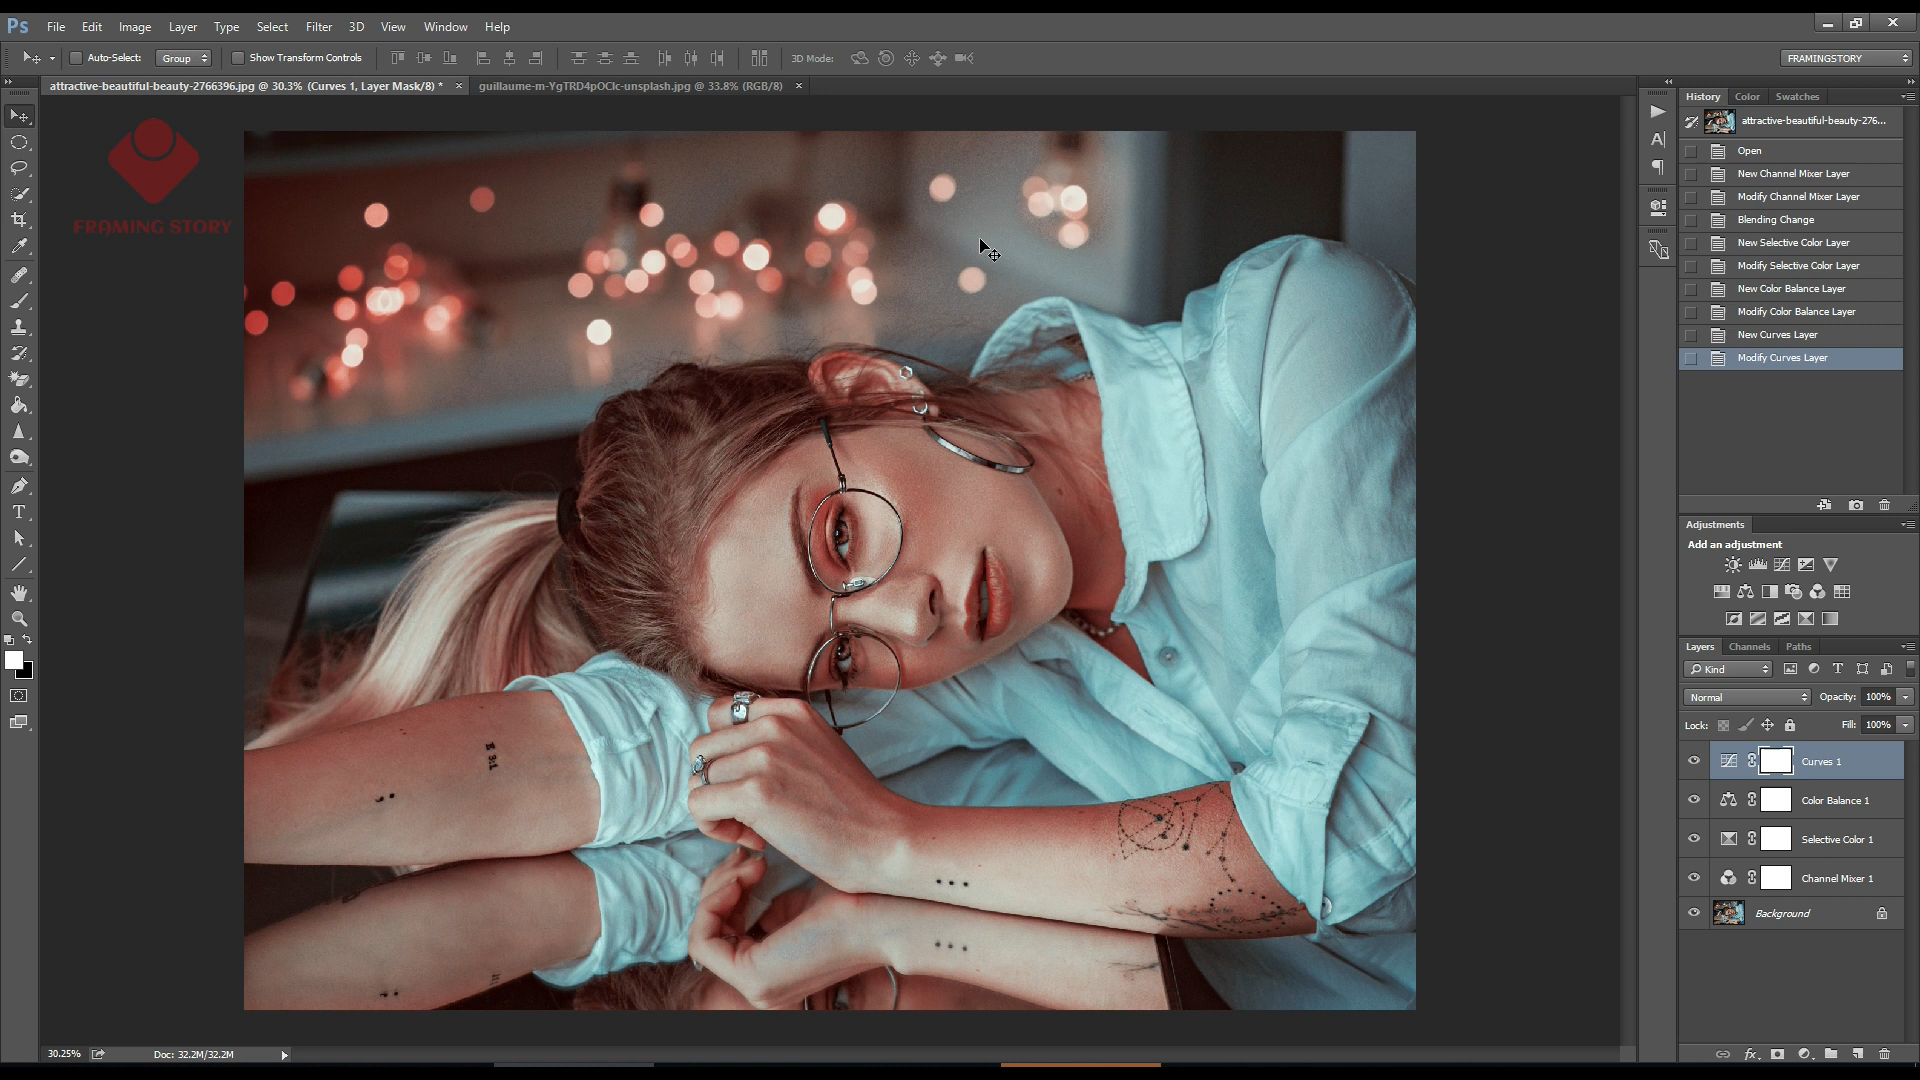 Ps File Edit Image Layer Type Select Filter 3D View Window Help
Auto-Select: Group Show Transform Controls 3D Mode: FRAMINGSTORY
attractive-beautiful-beauty-2766396.jpg @ 30.3% (Curves 1, Layer Mask/8) * × guillaume-m-YgTRD4pOCIc-unsplash.jpg @ 33.8% (RGB/8) ×
History Color Swatches
attractive-beautiful-beauty-276...
Open
New Channel Mixer Layer
Modify Channel Mixer Layer
Blending Change
New Selective Color Layer
Modify Selective Color Layer
New Color Balance Layer
Modify Color Balance Layer
New Curves Layer
Modify Curves Layer
FRAMING STORY
Adjustments
Add an adjustment
Layers Channels Paths
Kind
Normal Opacity: 100%
Lock: Fill: 100%
Curves 1
Color Balance 1
Selective Color 1
Channel Mixer 1
Background
30.25% Doc: 32.2M/32.2M